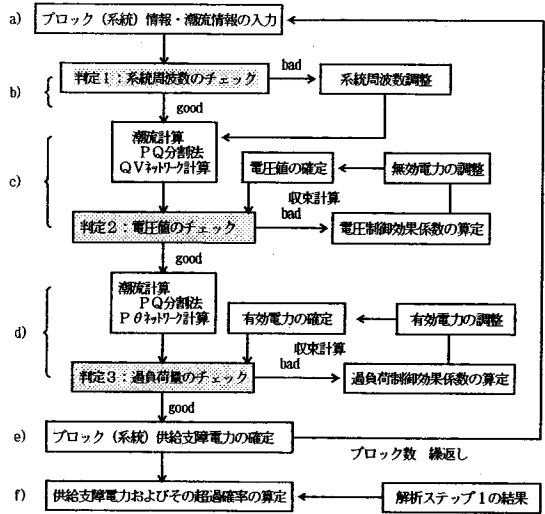 a) ブロック（系統）情報・潮流情報の入力
判定1：系統周波数のチェック
bad
系統周波数調整
b)
good
潮流計算
PQ分割法
QVネットワーク計算
電圧値の確定
無効電力の調整
c)
収束計算
bad
判定2：電圧値のチェック
電圧制御効果係数の算定
good
潮流計算
PQ分割法
Pθネットワーク計算
d)
有効電力の確定
有効電力の調整
収束計算
bad
判定3：過負荷量のチェック
過負荷制御効果係数の算定
good
e) ブロック（系統）供給支障電力の確定
ブロック数 繰返し
f) 供給支障電力およびその超過確率の算定
解析ステップ1の結果